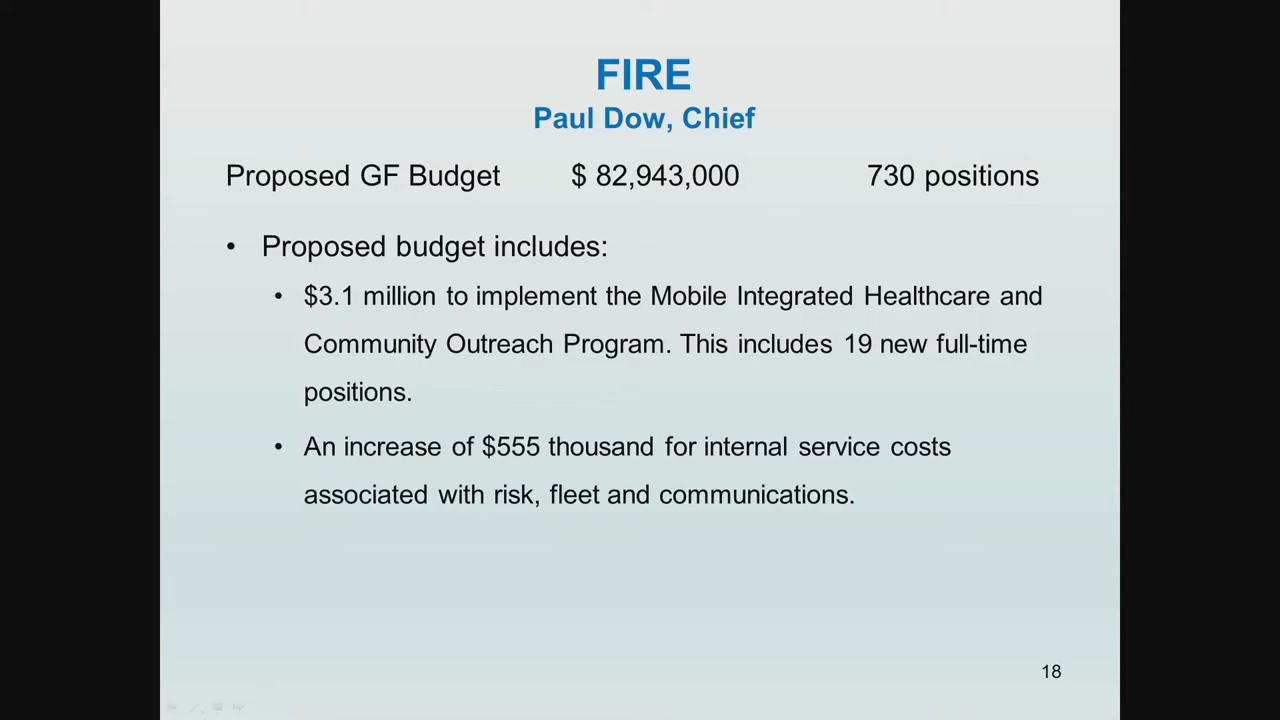 FIRE
Paul Dow, Chief
Proposed GF Budget $ 82,943,000 730 positions
• Proposed budget includes:
• $3.1 million to implement the Mobile Integrated Healthcare and
Community Outreach Program. This includes 19 new full-time
positions.
• An increase of $555 thousand for internal service costs
associated with risk, fleet and communications.
18